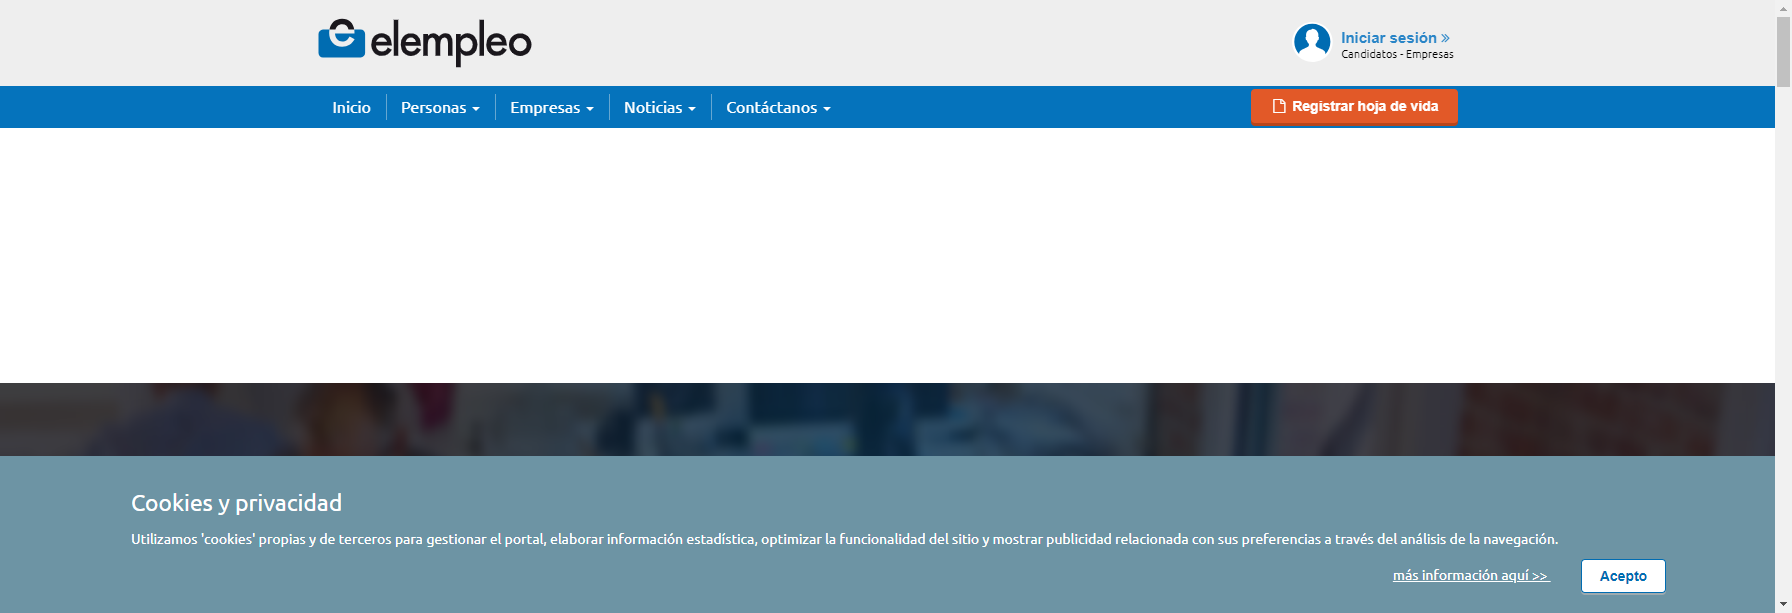 elempleo
Iniciar sesión »
Candidatos - Empresas
Inicio
Personas
Empresas
Noticias
Contáctanos
Registrar hoja de vida
Cookies y privacidad
Utilizamos 'cookies' propias y de terceros para gestionar el portal, elaborar información estadística, optimizar la funcionalidad del sitio y mostrar publicidad relacionada con sus preferencias a través del análisis de la navegación.
más información aquí >>
Acepto